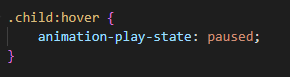 .child:hover {
    animation-play-state: paused;
}